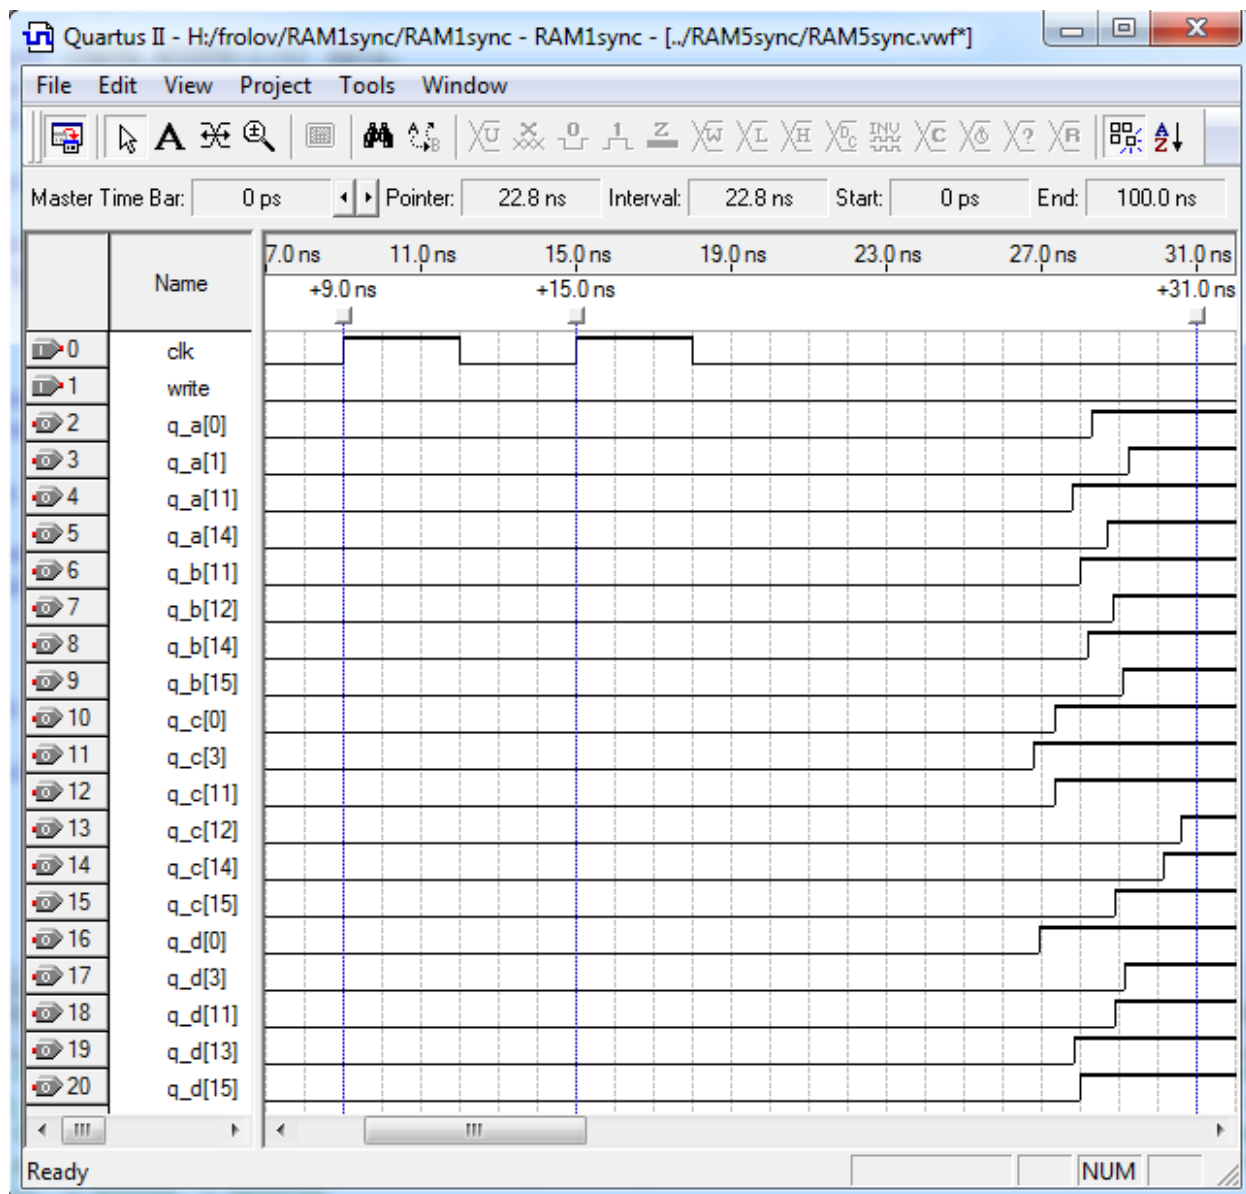 Quartus II - H:/frolov/RAM1sync/RAM1sync - RAM1sync - [../RAM5sync/RAM5sync.vwf*]
File Edit View Project Tools Window
Master Time Bar: 0 ps Pointer: 22.8 ns Interval: 22.8 ns Start: 0 ps End: 100.0 ns
Name
7.0 ns 11.0 ns 15.0 ns 19.0 ns 23.0 ns 27.0 ns 31.0 ns
+9.0 ns +15.0 ns +31.0 ns
0 clk
1 write
2 q_a[0]
3 q_a[1]
4 q_a[11]
5 q_a[14]
6 q_b[11]
7 q_b[12]
8 q_b[14]
9 q_b[15]
10 q_c[0]
11 q_c[3]
12 q_c[11]
13 q_c[12]
14 q_c[14]
15 q_c[15]
16 q_d[0]
17 q_d[3]
18 q_d[11]
19 q_d[13]
20 q_d[15]
Ready NUM